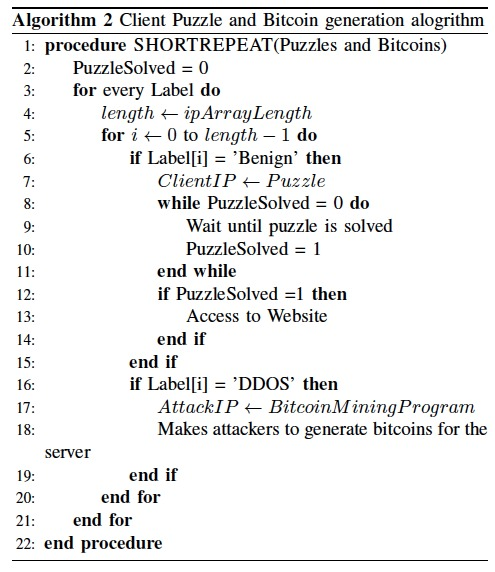 Algorithm 2 Client Puzzle and Bitcoin generation alogrithm
1: procedure SHORTREPEAT(Puzzles and Bitcoins)
2: PuzzleSolved = 0
3: for every Label do
4: length ← ipArrayLength
5: for i ← 0 to length − 1 do
6: if Label[i] = 'Benign' then
7: ClientIP ← Puzzle
8: while PuzzleSolved = 0 do
9: Wait until puzzle is solved
10: PuzzleSolved = 1
11: end while
12: if PuzzleSolved =1 then
13: Access to Website
14: end if
15: end if
16: if Label[i] = 'DDOS' then
17: AttackIP ← BitcoinMiningProgram
18: Makes attackers to generate bitcoins for the
server
19: end if
20: end for
21: end for
22: end procedure